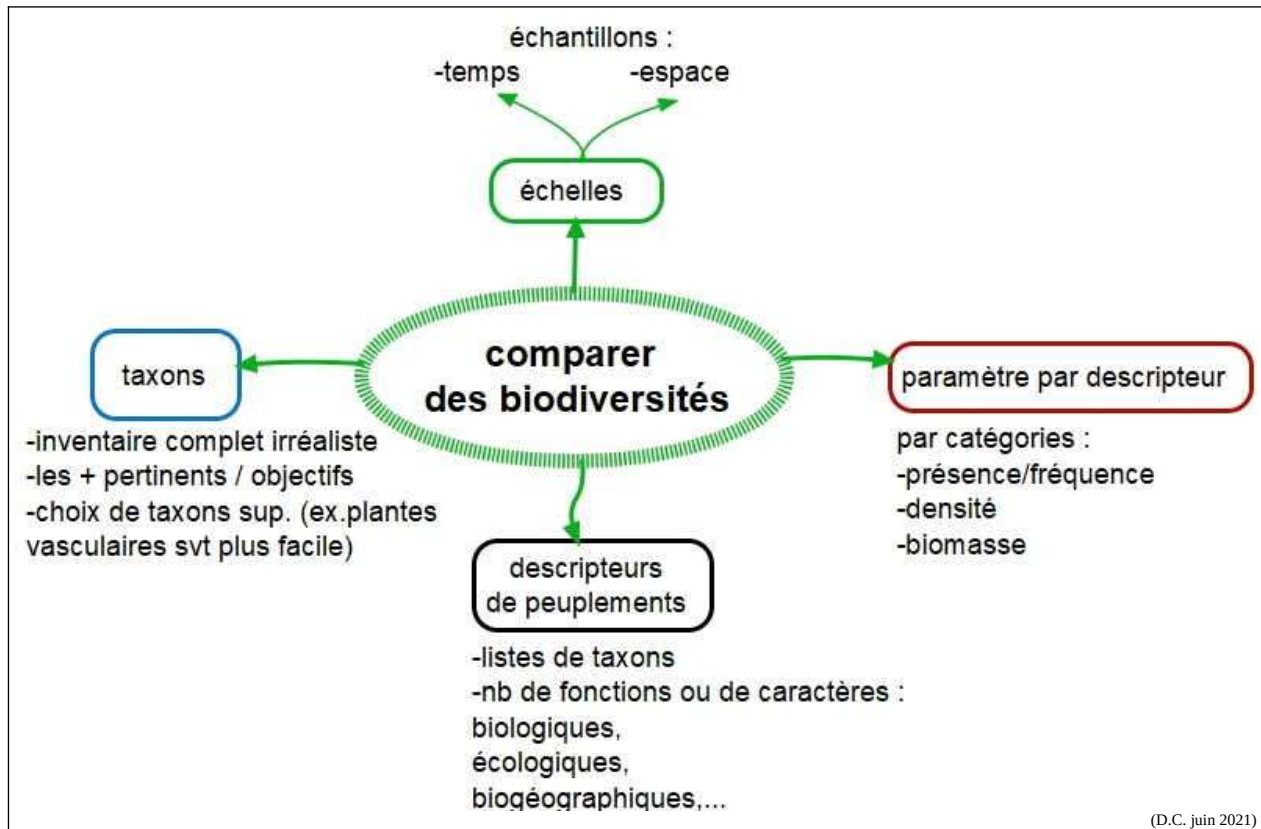 échantillons :
-temps -espace
échelles
comparer
des biodiversités
taxons
-inventaire complet irréaliste
-les + pertinents / objectifs
-choix de taxons sup. (ex.plantes
vasculaires svt plus facile)
paramètre par descripteur
par catégories :
-présence/fréquence
-densité
-biomasse
descripteurs
de peuplements
-listes de taxons
-nb de fonctions ou de caractères :
biologiques,
écologiques,
biogéographiques,...
(D.C. juin 2021)